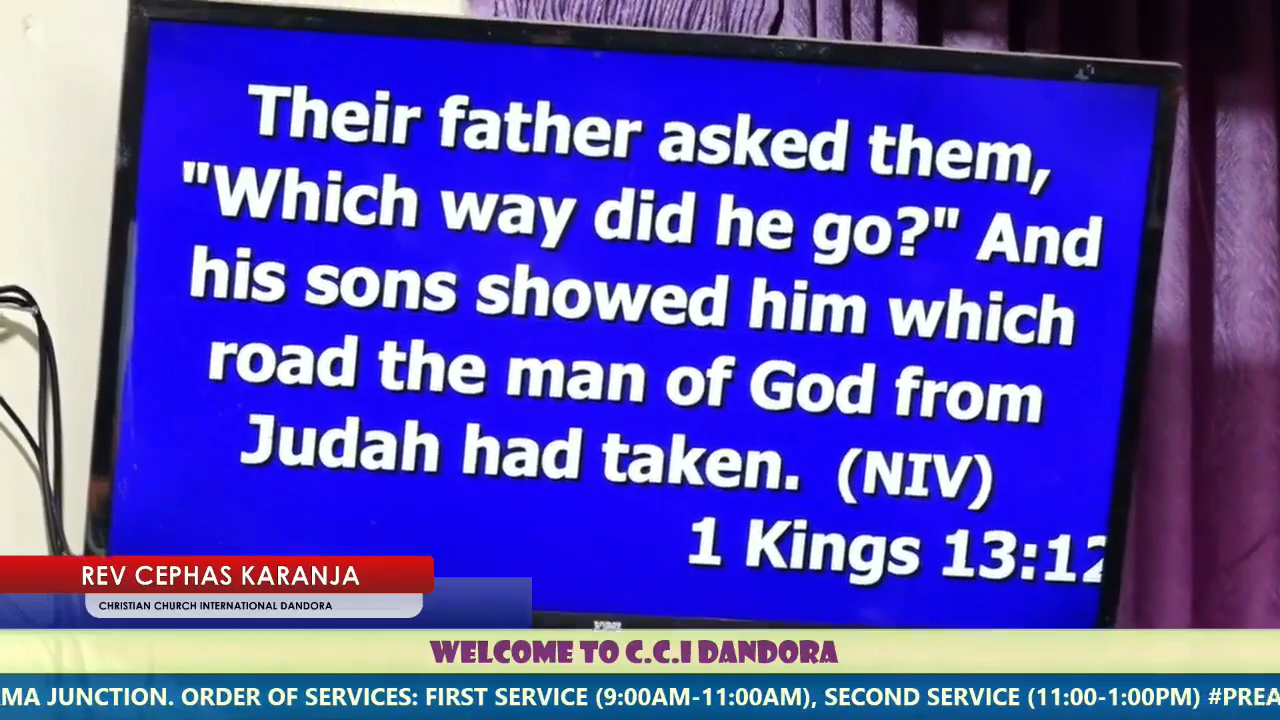 Their father asked them,
"Which way did he go?" And
his sons showed him which
road the man of God from
Judah had taken. (NIV)
1 Kings 13:12
REV CEPHAS KARANJA
CHRISTIAN CHURCH INTERNATIONAL DANDORA
WELCOME TO C.C.I DANDORA
JUNCTION. ORDER OF SERVICES: FIRST SERVICE (9:00AM-11:00AM), SECOND SERVICE (11:00-1:00PM)